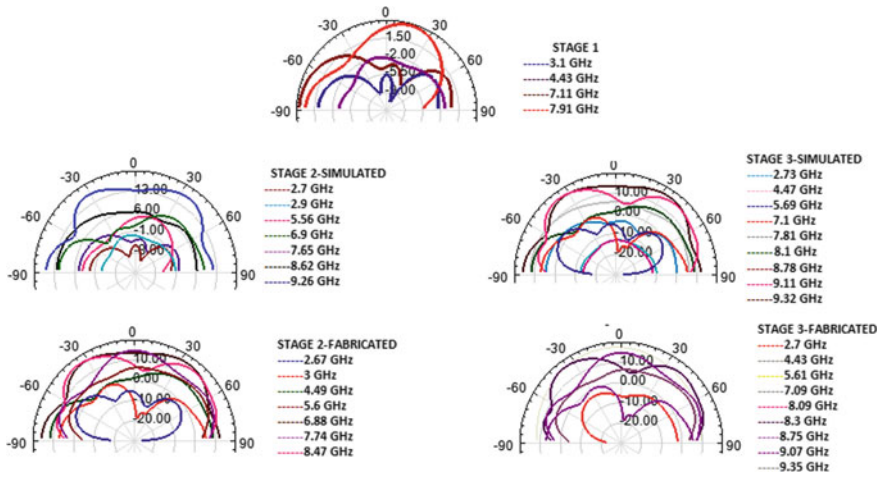 0
-30 30
1.50
-2.00
-60 60
-5.50
-9.00
-90 90
STAGE 1
3.1 GHz
4.43 GHz
7.11 GHz
7.91 GHz
0
-30 30
13.00
6.00
-60 60
-1.00
-90 90
STAGE 2-SIMULATED
2.7 GHz
2.9 GHz
5.56 GHz
6.9 GHz
7.65 GHz
8.62 GHz
9.26 GHz
0
-30 30
10.00
0.00
-60 60
10.00
-20.00
-90 90
STAGE 3-SIMULATED
2.73 GHz
4.47 GHz
5.69 GHz
7.1 GHz
7.81 GHz
8.1 GHz
8.78 GHz
9.11 GHz
9.32 GHz
0
-30 30
10.00
0.00
-60 60
-10.00
-20.00
-90 90
STAGE 2-FABRICATED
2.67 GHz
3 GHz
4.49 GHz
5.6 GHz
6.88 GHz
7.74 GHz
8.47 GHz
0
-30 30
10.00
0.00
-60 60
-10.00
-20.00
-90 90
STAGE 3-FABRICATED
2.7 GHz
4.43 GHz
5.61 GHz
7.09 GHz
8.09 GHz
8.3 GHz
8.75 GHz
9.07 GHz
9.35 GHz